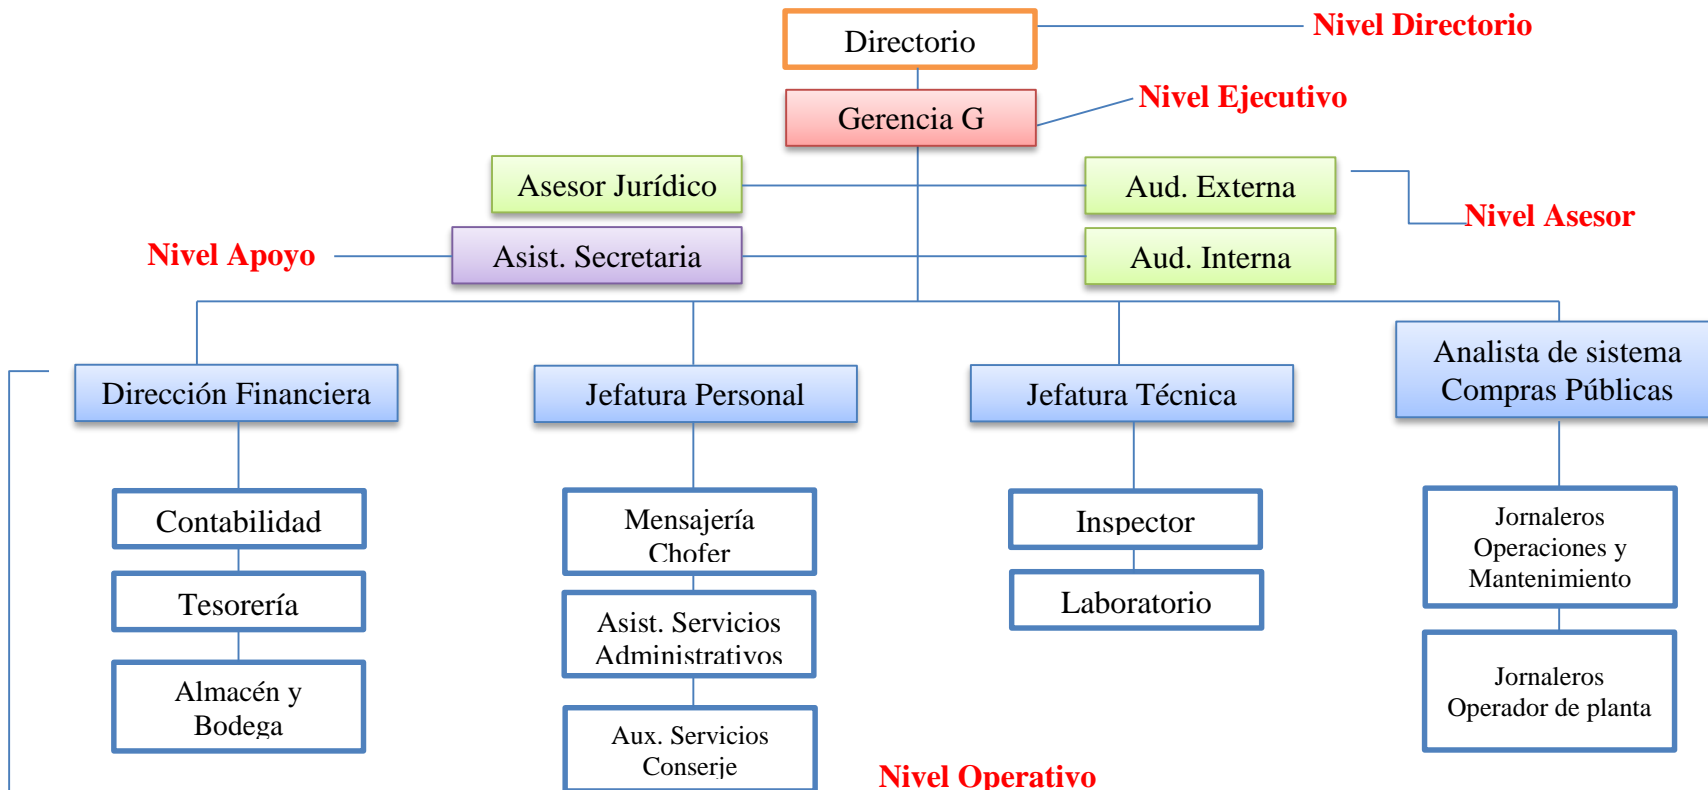 Directorio
Nivel Directorio
Gerencia G
Nivel Ejecutivo
Asesor Jurídico
Aud. Externa
Nivel Asesor
Nivel Apoyo
Asist. Secretaria
Aud. Interna
Dirección Financiera
Jefatura Personal
Jefatura Técnica
Analista de sistema
Compras Públicas
Contabilidad
Tesorería
Almacén y
Bodega
Mensajería
Chofer
Asist. Servicios
Administrativos
Aux. Servicios
Conserje
Inspector
Laboratorio
Jornaleros
Operaciones y
Mantenimiento
Jornaleros
Operador de planta
Nivel Operativo